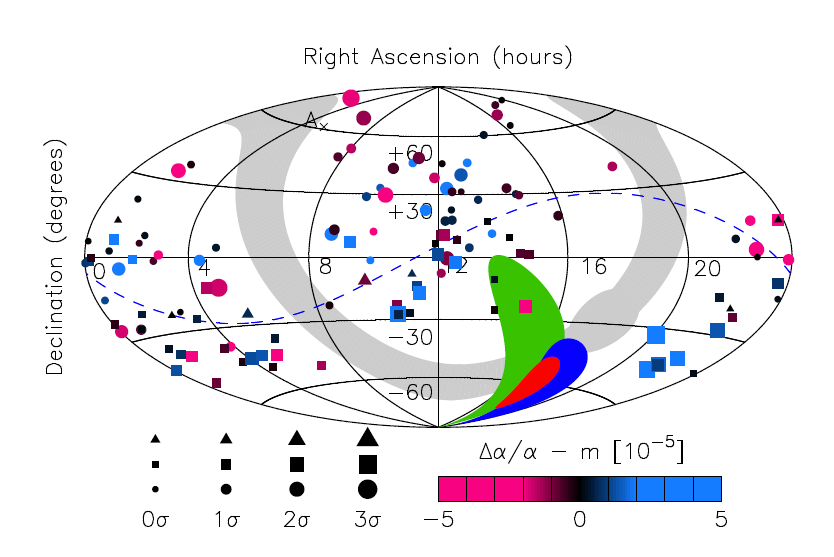 Right Ascension (hours)
Declination (degrees)
Aₓ
+60
+30
0 4 8 12 16 20
−30
−60
Δα/α − m [10⁻⁵]
0σ 1σ 2σ 3σ
−5 0 5